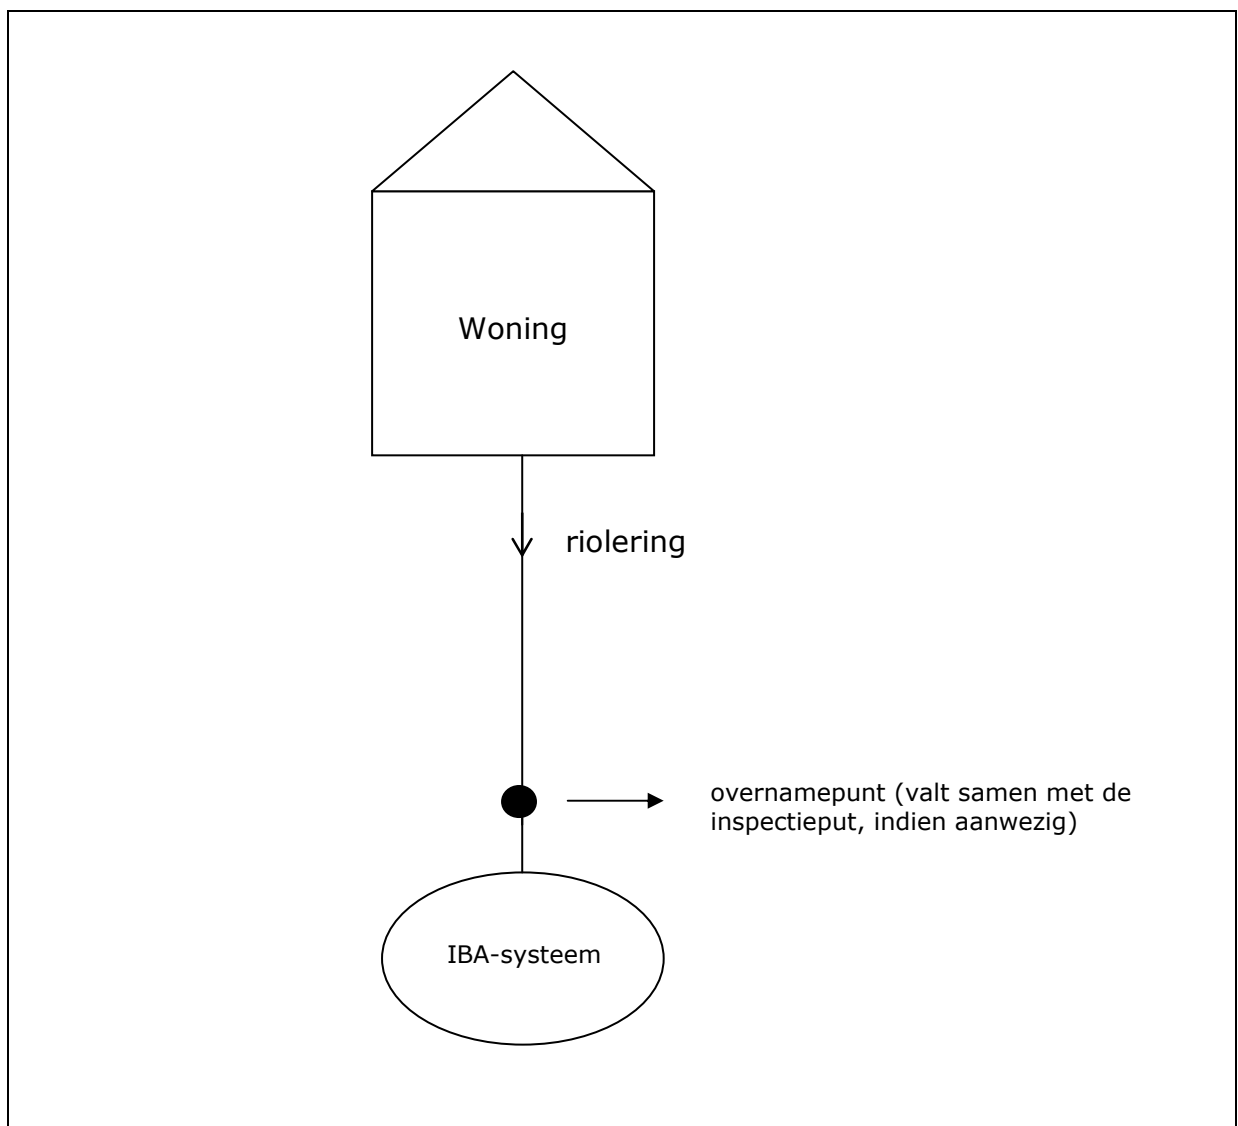 Woning
riolering
overnamepunt (valt samen met de
inspectieput, indien aanwezig)
IBA-systeem